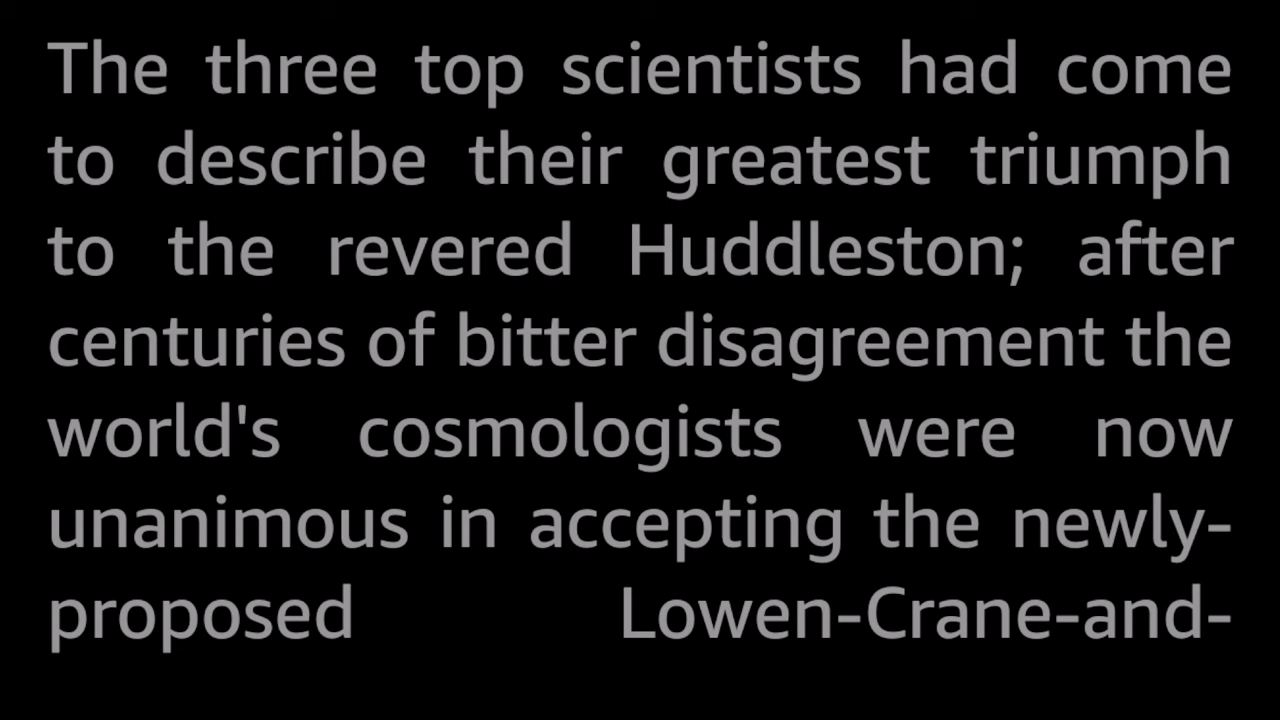 The three top scientists had come
to describe their greatest triumph
to the revered Huddleston; after
centuries of bitter disagreement the
world's cosmologists were now
unanimous in accepting the newly-
proposed Lowen-Crane-and-